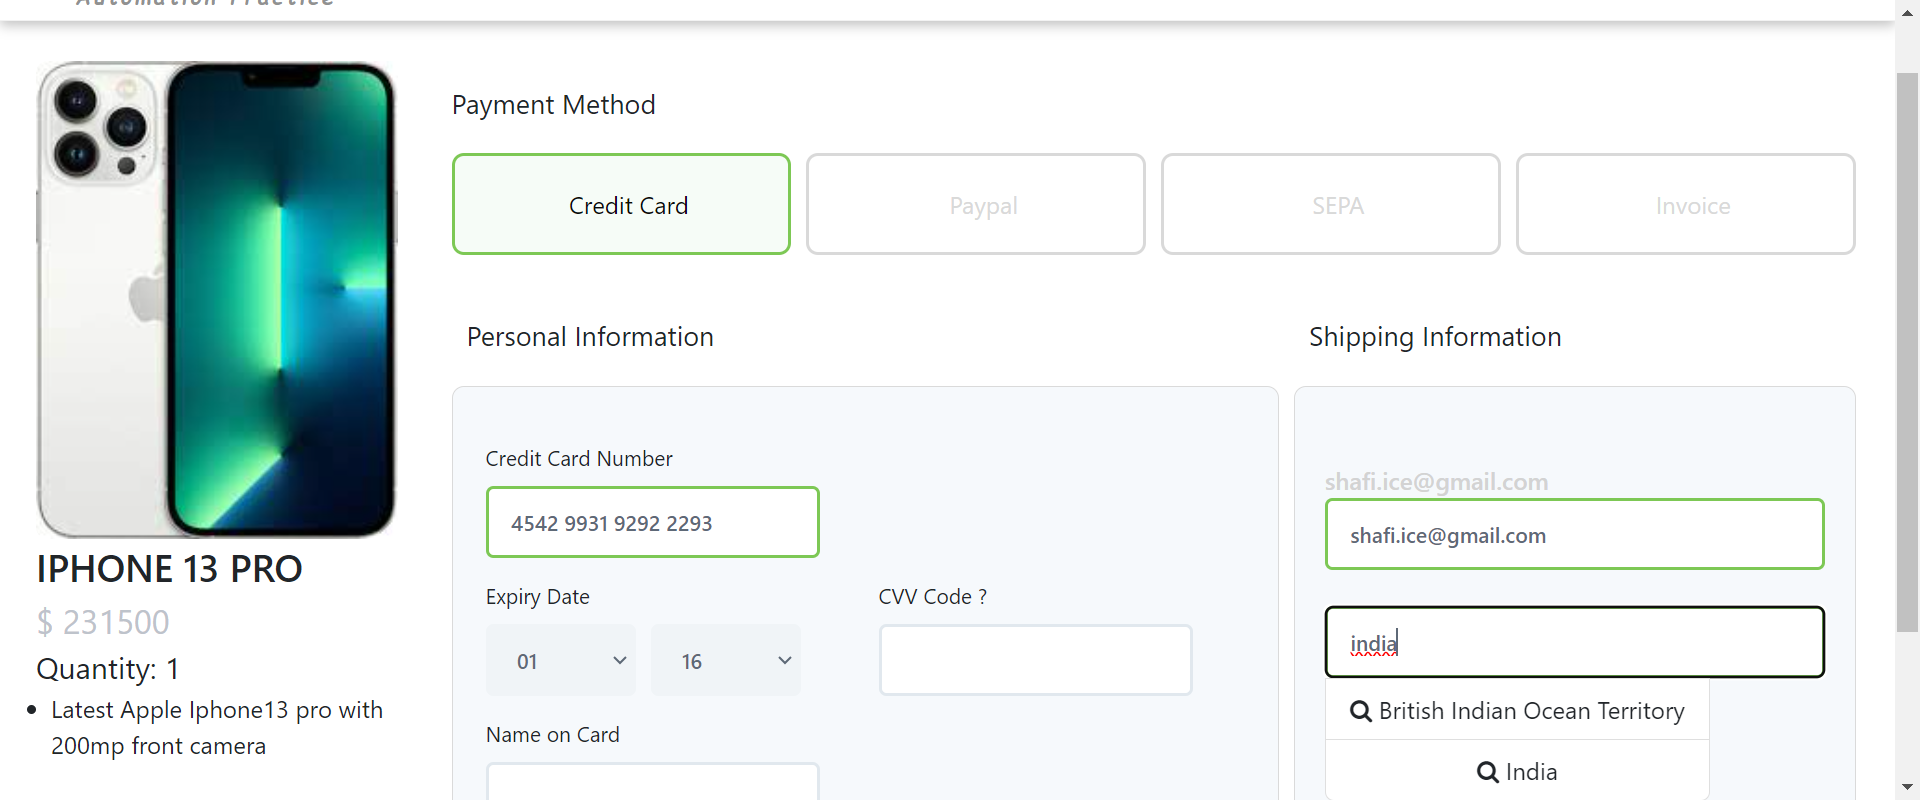 Automation Practice
Payment Method
Credit Card
Paypal
SEPA
Invoice
Personal Information
Shipping Information
Credit Card Number
4542 9931 9292 2293
Expiry Date
CVV Code ?
01
16
Name on Card
shafi.ice@gmail.com
shafi.ice@gmail.com
india
British Indian Ocean Territory
India
IPHONE 13 PRO
$ 231500
Quantity: 1
Latest Apple Iphone13 pro with
200mp front camera